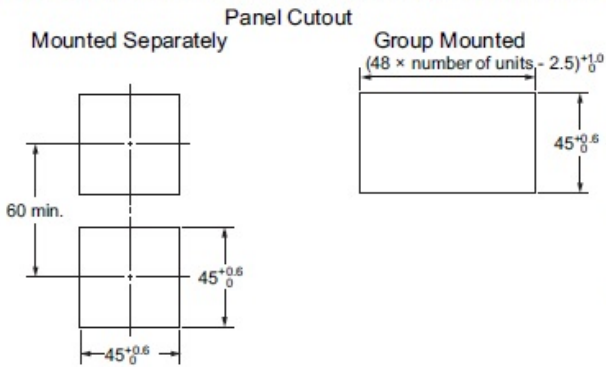 Panel Cutout
Mounted Separately
Group Mounted
(48 × number of units - 2.5)+1.0 0
45+0.6 0
60 min.
45+0.6 0
45+0.6 0